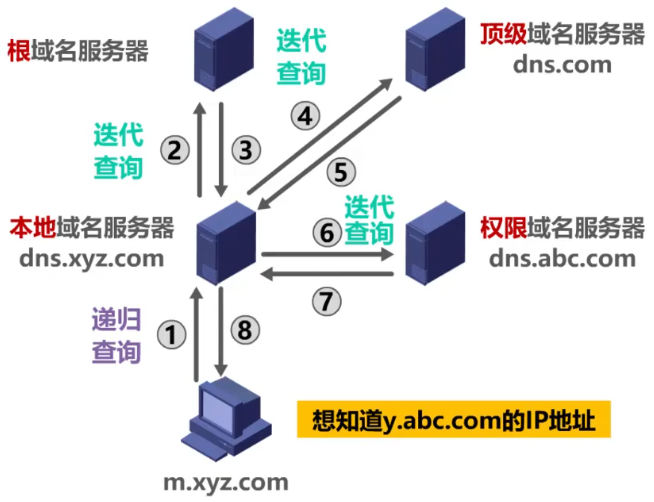 根域名服务器
迭代
查询
顶级域名服务器
dns.com
迭代
查询
②
③
④
⑤
本地域名服务器
dns.xyz.com
迭代
查询
⑥
⑦
权限域名服务器
dns.abc.com
递归
查询
①
⑧
想知道y.abc.com的IP地址
m.xyz.com